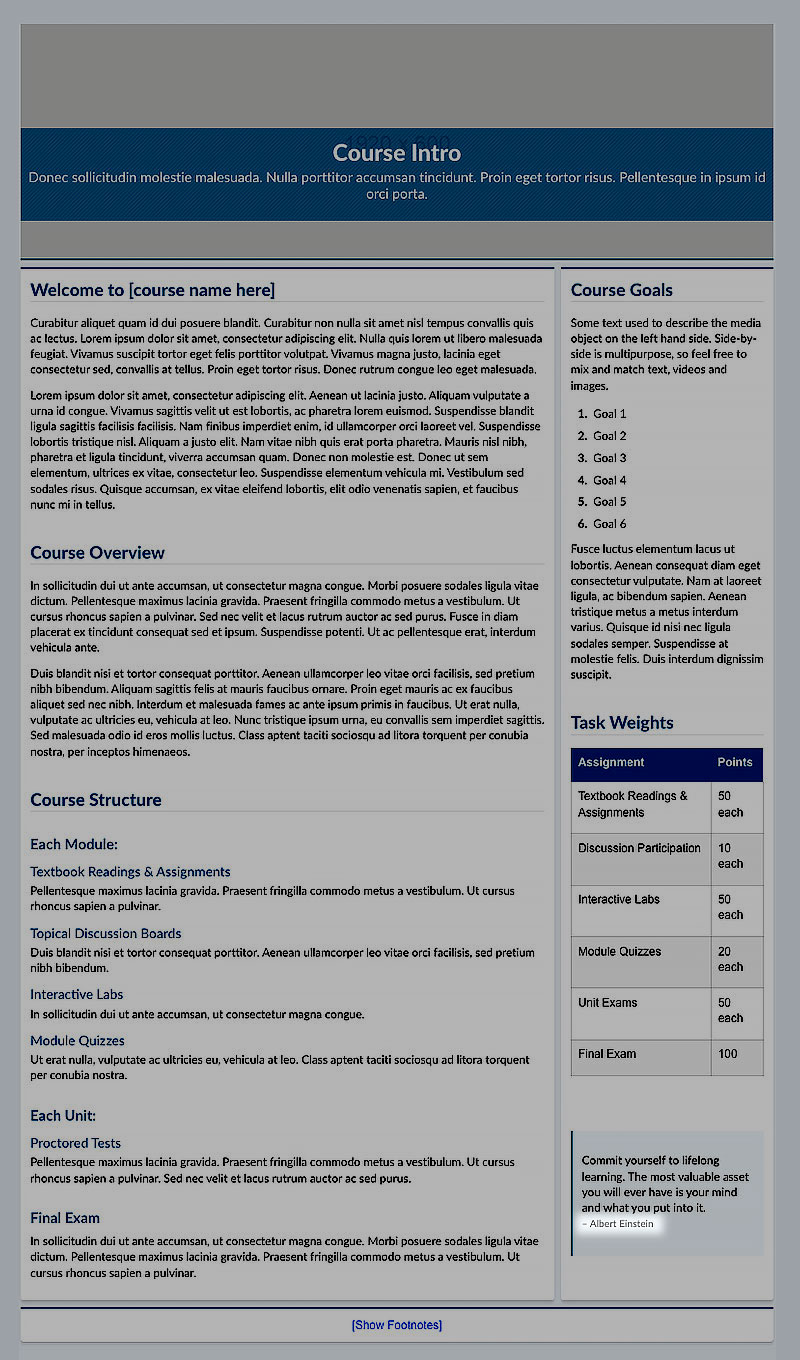 1920 x 600
Course Intro
Donec sollicitudin molestie malesuada. Nulla porttitor accumsan tincidunt. Proin eget tortor risus. Pellentesque in ipsum id
orci porta.
Welcome to [course name here]
Curabitur aliquet quam id dui posuere blandit. Curabitur non nulla sit amet nisl tempus convallis quis
ac lectus. Lorem ipsum dolor sit amet, consectetur adipiscing elit. Nulla quis lorem ut libero malesuada
feugiat. Vivamus suscipit tortor eget felis porttitor volutpat. Vivamus magna justo, lacinia eget
consectetur sed, convallis at tellus. Proin eget tortor risus. Donec rutrum congue leo eget malesuada.
Lorem ipsum dolor sit amet, consectetur adipiscing elit. Aenean ut lacinia justo. Aliquam vulputate a
urna id congue. Vivamus sagittis velit ut est lobortis, ac pharetra lorem euismod. Suspendisse blandit
ligula sagittis facilisis facilisis. Nam finibus imperdiet enim, id ullamcorper orci laoreet vel. Suspendisse
lobortis tristique nisl. Aliquam a justo elit. Nam vitae nibh quis erat porta pharetra. Mauris nisl nibh,
pharetra et ligula tincidunt, viverra accumsan quam. Donec non molestie est. Donec ut sem
elementum, ultrices ex vitae, consectetur leo. Suspendisse elementum vehicula mi. Vestibulum sed
sodales risus. Quisque accumsan, ex vitae eleifend lobortis, elit odio venenatis sapien, et faucibus
nunc mi in tellus.
Course Overview
In sollicitudin dui ut ante accumsan, ut consectetur magna congue. Morbi posuere sodales ligula vitae
dictum. Pellentesque maximus lacinia gravida. Praesent fringilla commodo metus a vestibulum. Ut
cursus rhoncus sapien a pulvinar. Sed nec velit et lacus rutrum auctor ac sed purus. Fusce in diam
placerat ex tincidunt consequat sed et ipsum. Suspendisse potenti. Ut ac pellentesque erat, interdum
vehicula ante.
Duis blandit nisi et tortor consequat porttitor. Aenean ullamcorper leo vitae orci facilisis, sed pretium
nibh bibendum. Aliquam sagittis felis at mauris faucibus ornare. Proin eget mauris ac ex faucibus
aliquet sed nec nibh. Interdum et malesuada fames ac ante ipsum primis in faucibus. Ut erat nulla,
vulputate ac ultricies eu, vehicula at leo. Nunc tristique ipsum urna, eu convallis sem imperdiet sagittis.
Sed malesuada odio id eros mollis luctus. Class aptent taciti sociosqu ad litora torquent per conubia
nostra, per inceptos himenaeos.
Course Structure
Each Module:
Textbook Readings & Assignments
Pellentesque maximus lacinia gravida. Praesent fringilla commodo metus a vestibulum. Ut cursus
rhoncus sapien a pulvinar.
Topical Discussion Boards
Duis blandit nisi et tortor consequat porttitor. Aenean ullamcorper leo vitae orci facilisis, sed pretium
nibh bibendum.
Interactive Labs
In sollicitudin dui ut ante accumsan, ut consectetur magna congue.
Module Quizzes
Ut erat nulla, vulputate ac ultricies eu, vehicula at leo. Class aptent taciti sociosqu ad litora torquent
per conubia nostra.
Each Unit:
Proctored Tests
Pellentesque maximus lacinia gravida. Praesent fringilla commodo metus a vestibulum. Ut cursus
rhoncus sapien a pulvinar. Sed nec velit et lacus rutrum auctor ac sed purus.
Final Exam
In sollicitudin dui ut ante accumsan, ut consectetur magna congue. Morbi posuere sodales ligula vitae
dictum. Pellentesque maximus lacinia gravida. Praesent fringilla commodo metus a vestibulum. Ut
cursus rhoncus sapien a pulvinar.
Course Goals
Some text used to describe the media
object on the left hand side. Side-by-
side is multipurpose, so feel free to
mix and match text, videos and
images.
1. Goal 1
2. Goal 2
3. Goal 3
4. Goal 4
5. Goal 5
6. Goal 6
Fusce luctus elementum lacus ut
lobortis. Aenean consequat diam eget
consectetur vulputate. Nam at laoreet
ligula, ac bibendum sapien. Aenean
tristique metus a metus interdum
varius. Quisque id nisi nec ligula
sodales semper. Suspendisse at
molestie felis. Duis interdum dignissim
suscipit.
Task Weights
Assignment Points
Textbook Readings & 50
Assignments each
Discussion Participation 10
each
Interactive Labs 50
each
Module Quizzes 20
each
Unit Exams 50
each
Final Exam 100
Commit yourself to lifelong
learning. The most valuable asset
you will ever have is your mind
and what you put into it.
– Albert Einstein
[Show Footnotes]